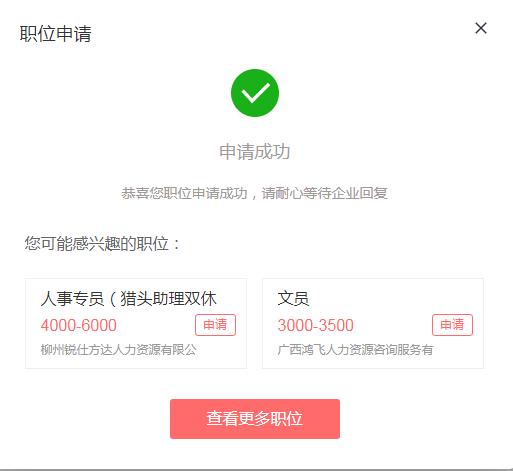 职位申请
申请成功
恭喜您职位申请成功，请耐心等待企业回复
您可能感兴趣的职位：
人事专员（猎头助理双休
4000-6000
申请
柳州锐仕方达人力资源有限公
文员
3000-3500
申请
广西鸿飞人力资源咨询服务有
查看更多职位